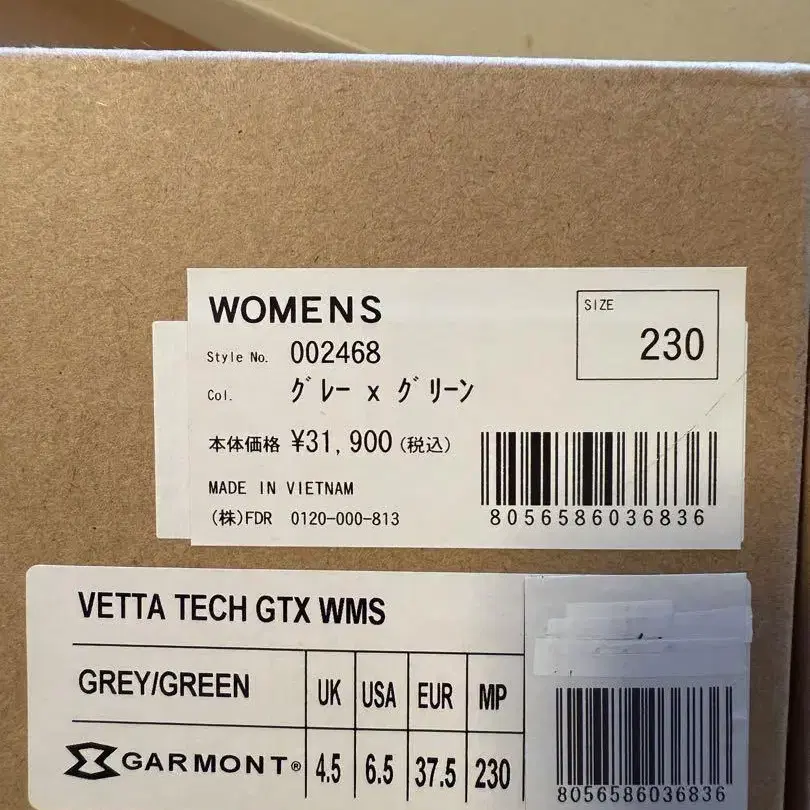 WOMENS
SIZE
230
Style No. 002468
Col. グレー x グリーン
本体価格 ¥31,900(税込)
MADE IN VIETNAM
(株)FDR 0120-000-813
8056586036836
VETTA TECH GTX WMS
GREY/GREEN UK USA EUR MP
GARMONT® 4.5 6.5 37.5 230
8056586036836